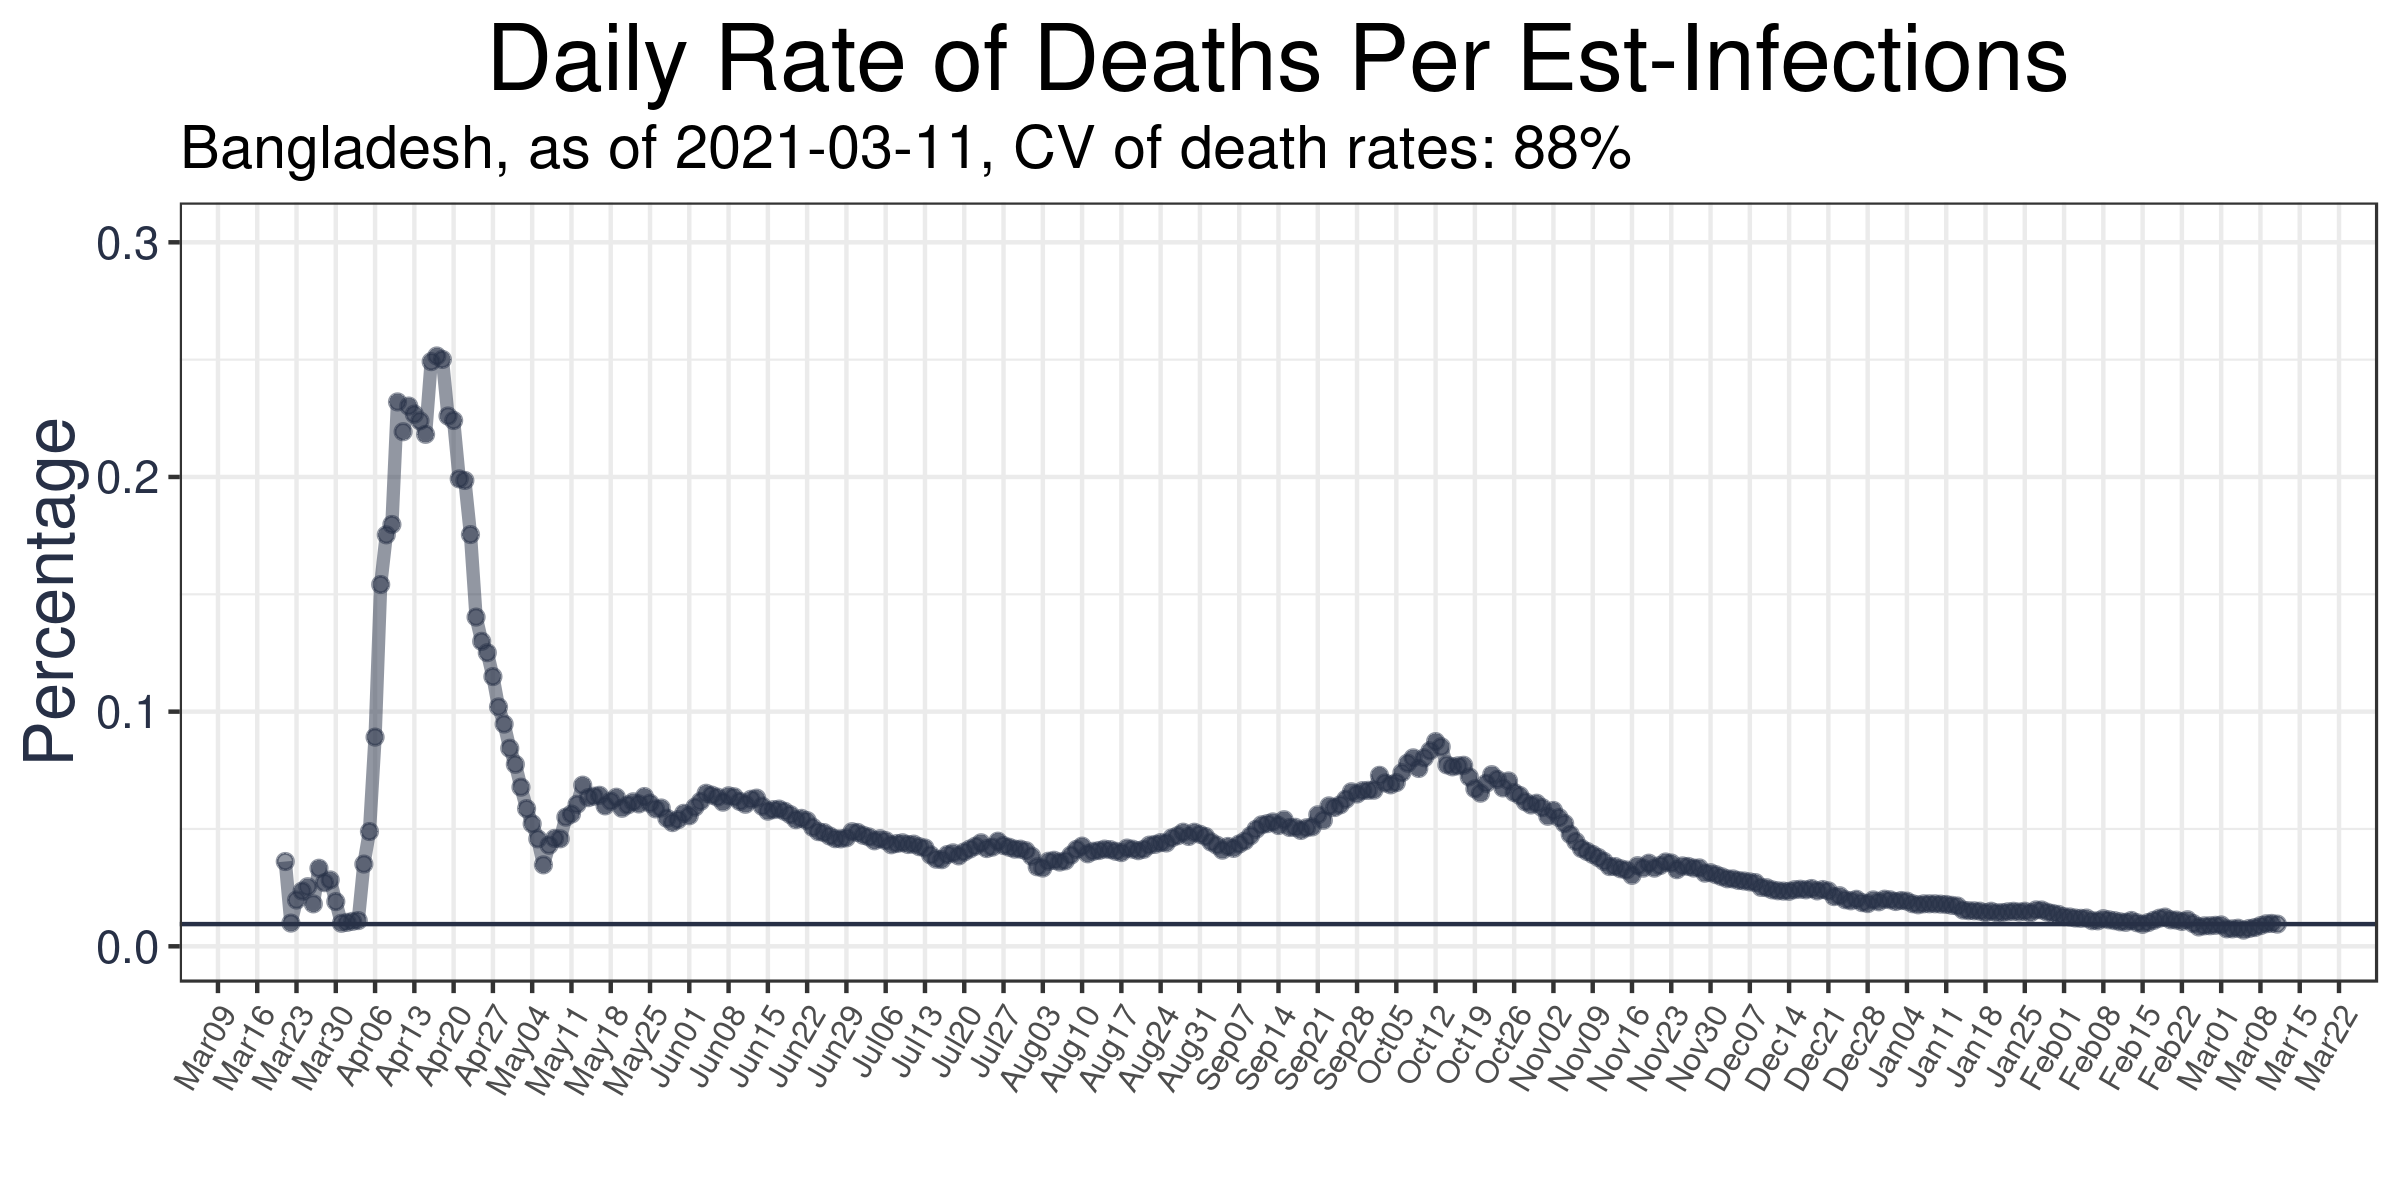 Daily Rate of Deaths Per Est-Infections
Bangladesh, as of 2021-03-11, CV of death rates: 88%
Percentage
0.3
0.2
0.1
0.0
Mar09
Mar16
Mar23
Mar30
Apr06
Apr13
Apr20
Apr27
May04
May11
May18
May25
Jun01
Jun08
Jun15
Jun22
Jun29
Jul06
Jul13
Jul20
Jul27
Aug03
Aug10
Aug17
Aug24
Aug31
Sep07
Sep14
Sep21
Sep28
Oct05
Oct12
Oct19
Oct26
Nov02
Nov09
Nov16
Nov23
Nov30
Dec07
Dec14
Dec21
Dec28
Jan04
Jan11
Jan18
Jan25
Feb01
Feb08
Feb15
Feb22
Mar01
Mar08
Mar15
Mar22